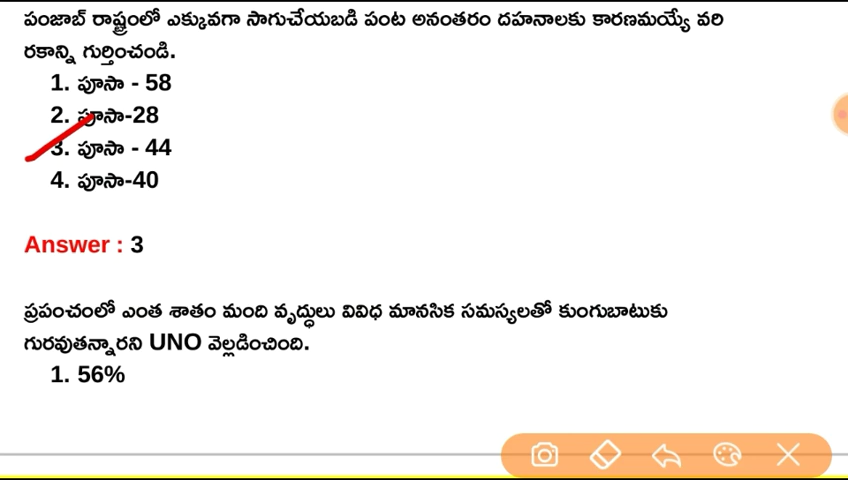 పంజాబ్ రాష్ట్రంలో ఎక్కువగా సాగుచేయబడి పంట అనంతరం దహనాలకు కారణమయ్యే వరి
రకాన్ని గుర్తించండి.
1. పూసా - 58
2. పూసా-28
3. పూసా - 44
4. పూసా-40
Answer : 3
ప్రపంచంలో ఎంత శాతం మంది వృద్ధులు వివిధ మానసిక సమస్యలతో కుంగుబాటుకు
గురవుతన్నారని UNO వెల్లడించింది.
1. 56%